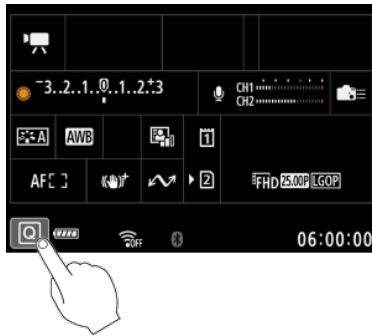 -3..2..1..0..1..2.+3
CH1
CH2
A AWB 1
AF 2 FHD 25.00P LGOP
Q OFF 06:00:00